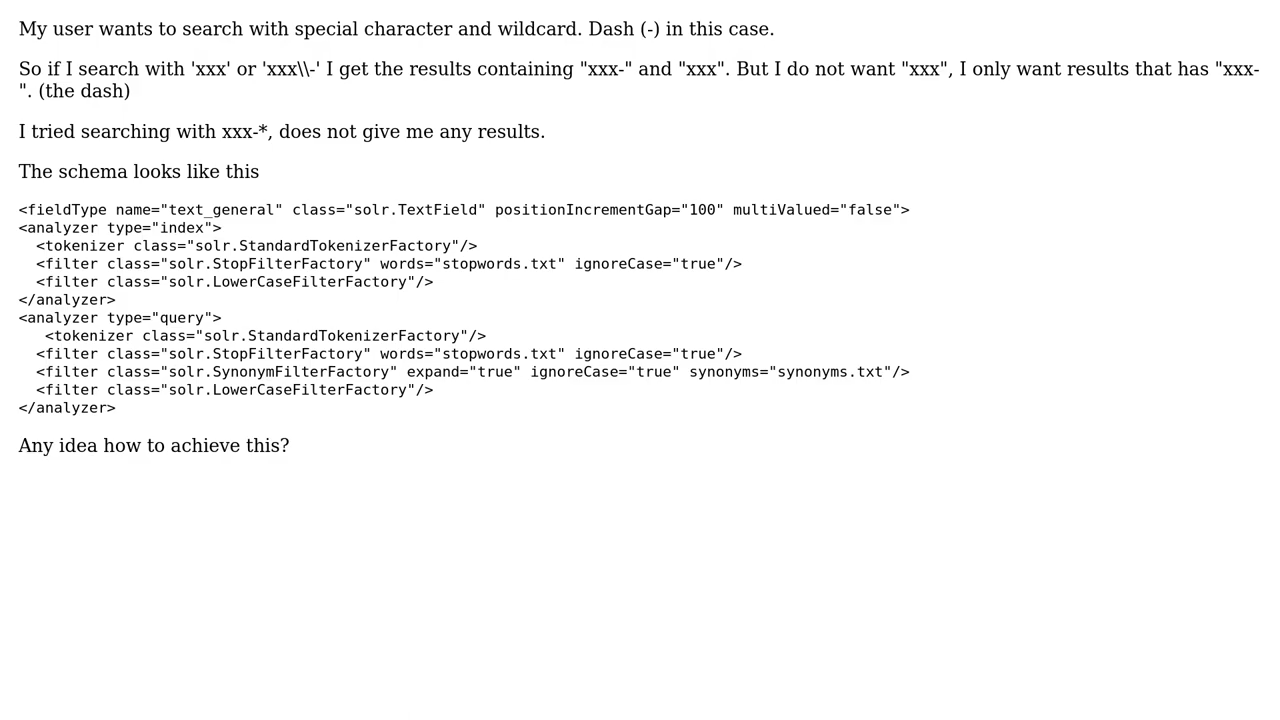 My user wants to search with special character and wildcard. Dash (-) in this case.
So if I search with 'xxx' or 'xxx\\-' I get the results containing "xxx-" and "xxx". But I do not want "xxx", I only want results that has "xxx-
". (the dash)
I tried searching with xxx-*, does not give me any results.
The schema looks like this
<fieldType name="text_general" class="solr.TextField" positionIncrementGap="100" multiValued="false">
<analyzer type="index">
  <tokenizer class="solr.StandardTokenizerFactory"/>
  <filter class="solr.StopFilterFactory" words="stopwords.txt" ignoreCase="true"/>
  <filter class="solr.LowerCaseFilterFactory"/>
</analyzer>
<analyzer type="query">
   <tokenizer class="solr.StandardTokenizerFactory"/>
  <filter class="solr.StopFilterFactory" words="stopwords.txt" ignoreCase="true"/>
  <filter class="solr.SynonymFilterFactory" expand="true" ignoreCase="true" synonyms="synonyms.txt"/>
  <filter class="solr.LowerCaseFilterFactory"/>
</analyzer>
Any idea how to achieve this?